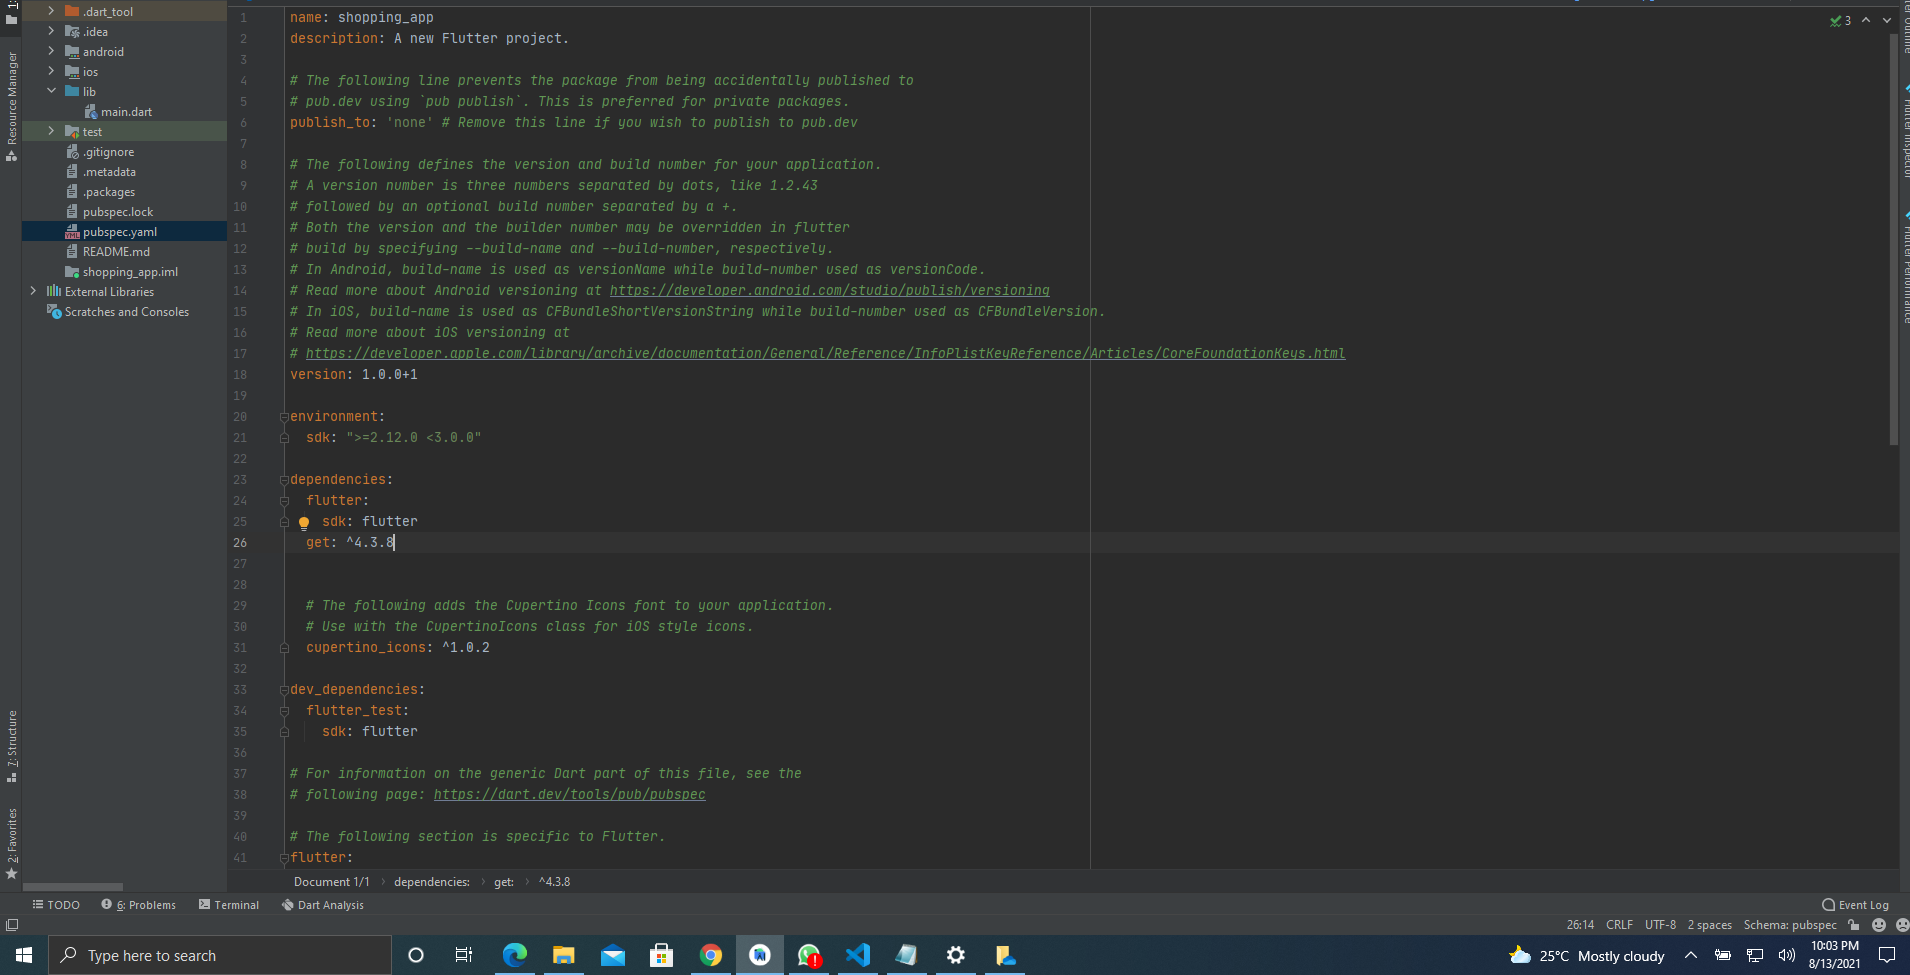 .dart_tool
.idea
android
ios
lib
main.dart
test
.gitignore
.metadata
.packages
pubspec.lock
pubspec.yaml
README.md
shopping_app.iml
External Libraries
Scratches and Consoles
Resource Manager
7: Structure
2: Favorites
1 name: shopping_app
2 description: A new Flutter project.
3
4 # The following line prevents the package from being accidentally published to
5 # pub.dev using `pub publish`. This is preferred for private packages.
6 publish_to: 'none' # Remove this line if you wish to publish to pub.dev
7
8 # The following defines the version and build number for your application.
9 # A version number is three numbers separated by dots, like 1.2.43
10 # followed by an optional build number separated by a +.
11 # Both the version and the builder number may be overridden in flutter
12 # build by specifying --build-name and --build-number, respectively.
13 # In Android, build-name is used as versionName while build-number used as versionCode.
14 # Read more about Android versioning at https://developer.android.com/studio/publish/versioning
15 # In iOS, build-name is used as CFBundleShortVersionString while build-number used as CFBundleVersion.
16 # Read more about iOS versioning at
17 # https://developer.apple.com/library/archive/documentation/General/Reference/InfoPlistKeyReference/Articles/CoreFoundationKeys.html
18 version: 1.0.0+1
19
20 environment:
21 sdk: ">=2.12.0 <3.0.0"
22
23 dependencies:
24 flutter:
25 sdk: flutter
26 get: ^4.3.8
27
28
29 # The following adds the Cupertino Icons font to your application.
30 # Use with the CupertinoIcons class for iOS style icons.
31 cupertino_icons: ^1.0.2
32
33 dev_dependencies:
34 flutter_test:
35 sdk: flutter
36
37 # For information on the generic Dart part of this file, see the
38 # following page: https://dart.dev/tools/pub/pubspec
39
40 # The following section is specific to Flutter.
41 flutter:
3
Flutter Inspector
Flutter Performance
Document 1/1 dependencies: get: ^4.3.8
TODO 6: Problems Terminal Dart Analysis Event Log
26:14 CRLF UTF-8 2 spaces Schema: pubspec
Type here to search
25°C Mostly cloudy
10:03 PM
8/13/2021